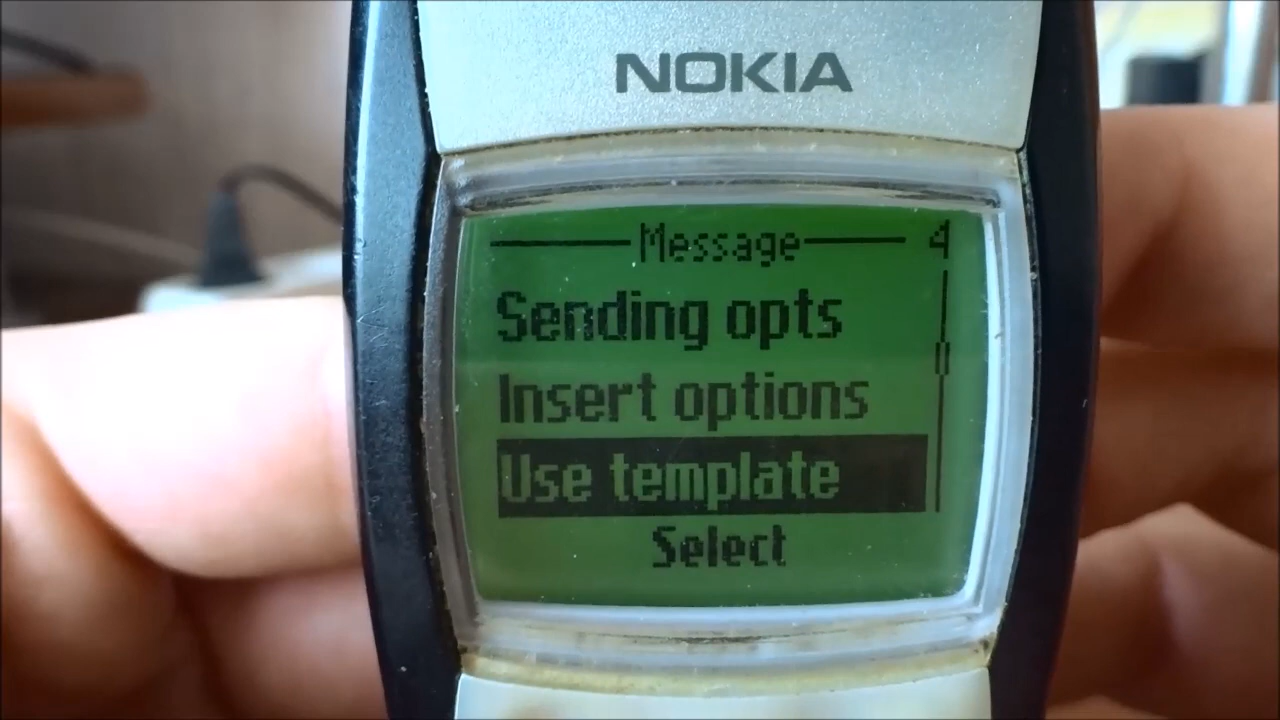 NOKIA
Message 4
Sending opts
Insert options
Use template
Select